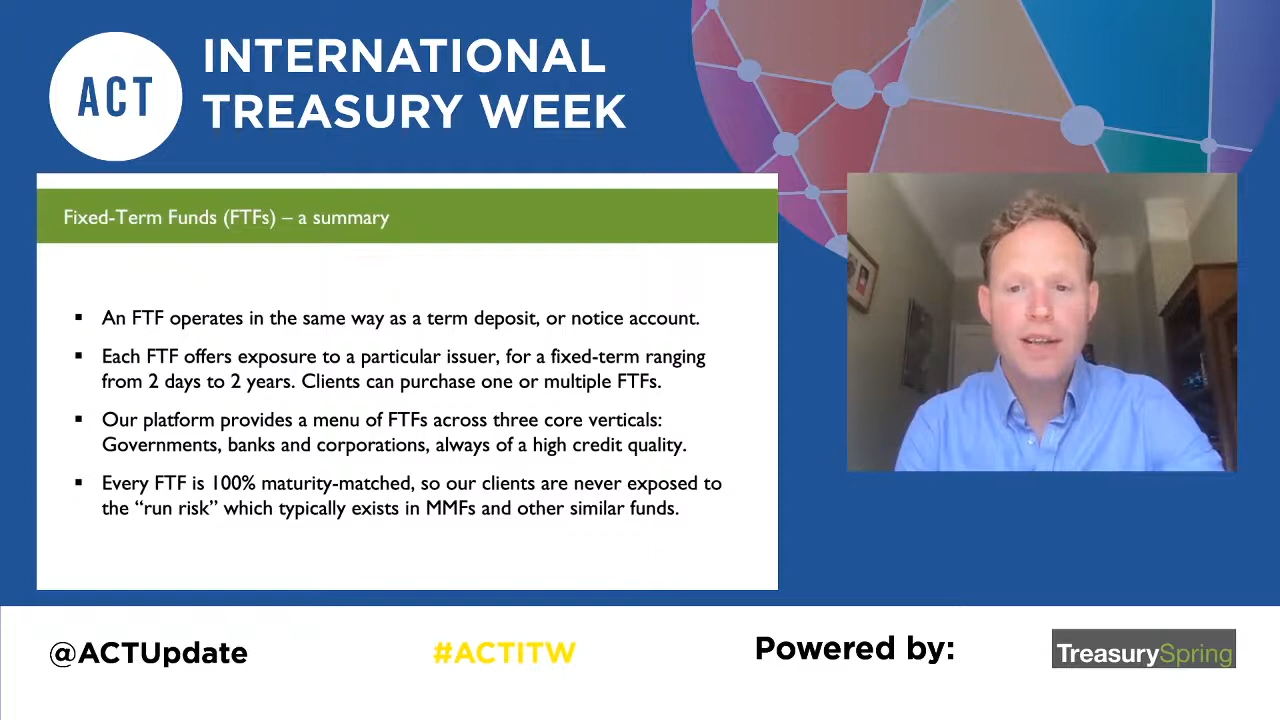 ACT
INTERNATIONAL
TREASURY WEEK
Fixed-Term Funds (FTFs) – a summary
▪ An FTF operates in the same way as a term deposit, or notice account.
▪ Each FTF offers exposure to a particular issuer, for a fixed-term ranging
from 2 days to 2 years. Clients can purchase one or multiple FTFs.
▪ Our platform provides a menu of FTFs across three core verticals:
Governments, banks and corporations, always of a high credit quality.
▪ Every FTF is 100% maturity-matched, so our clients are never exposed to
the “run risk” which typically exists in MMFs and other similar funds.
@ACTUpdate
#ACTITW
Powered by:
TreasurySpring